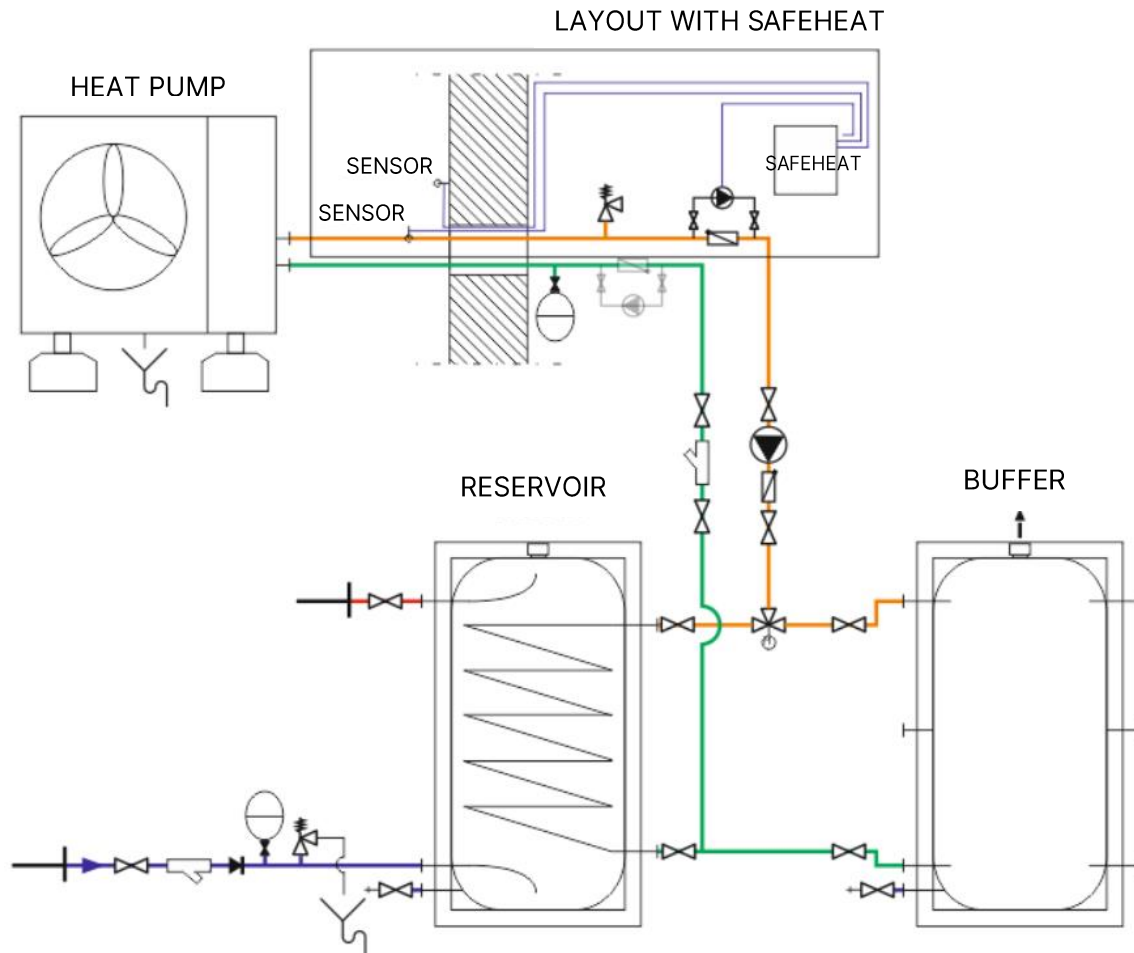 LAYOUT WITH SAFEHEAT
HEAT PUMP
SENSOR
SAFEHEAT
SENSOR
RESERVOIR
BUFFER